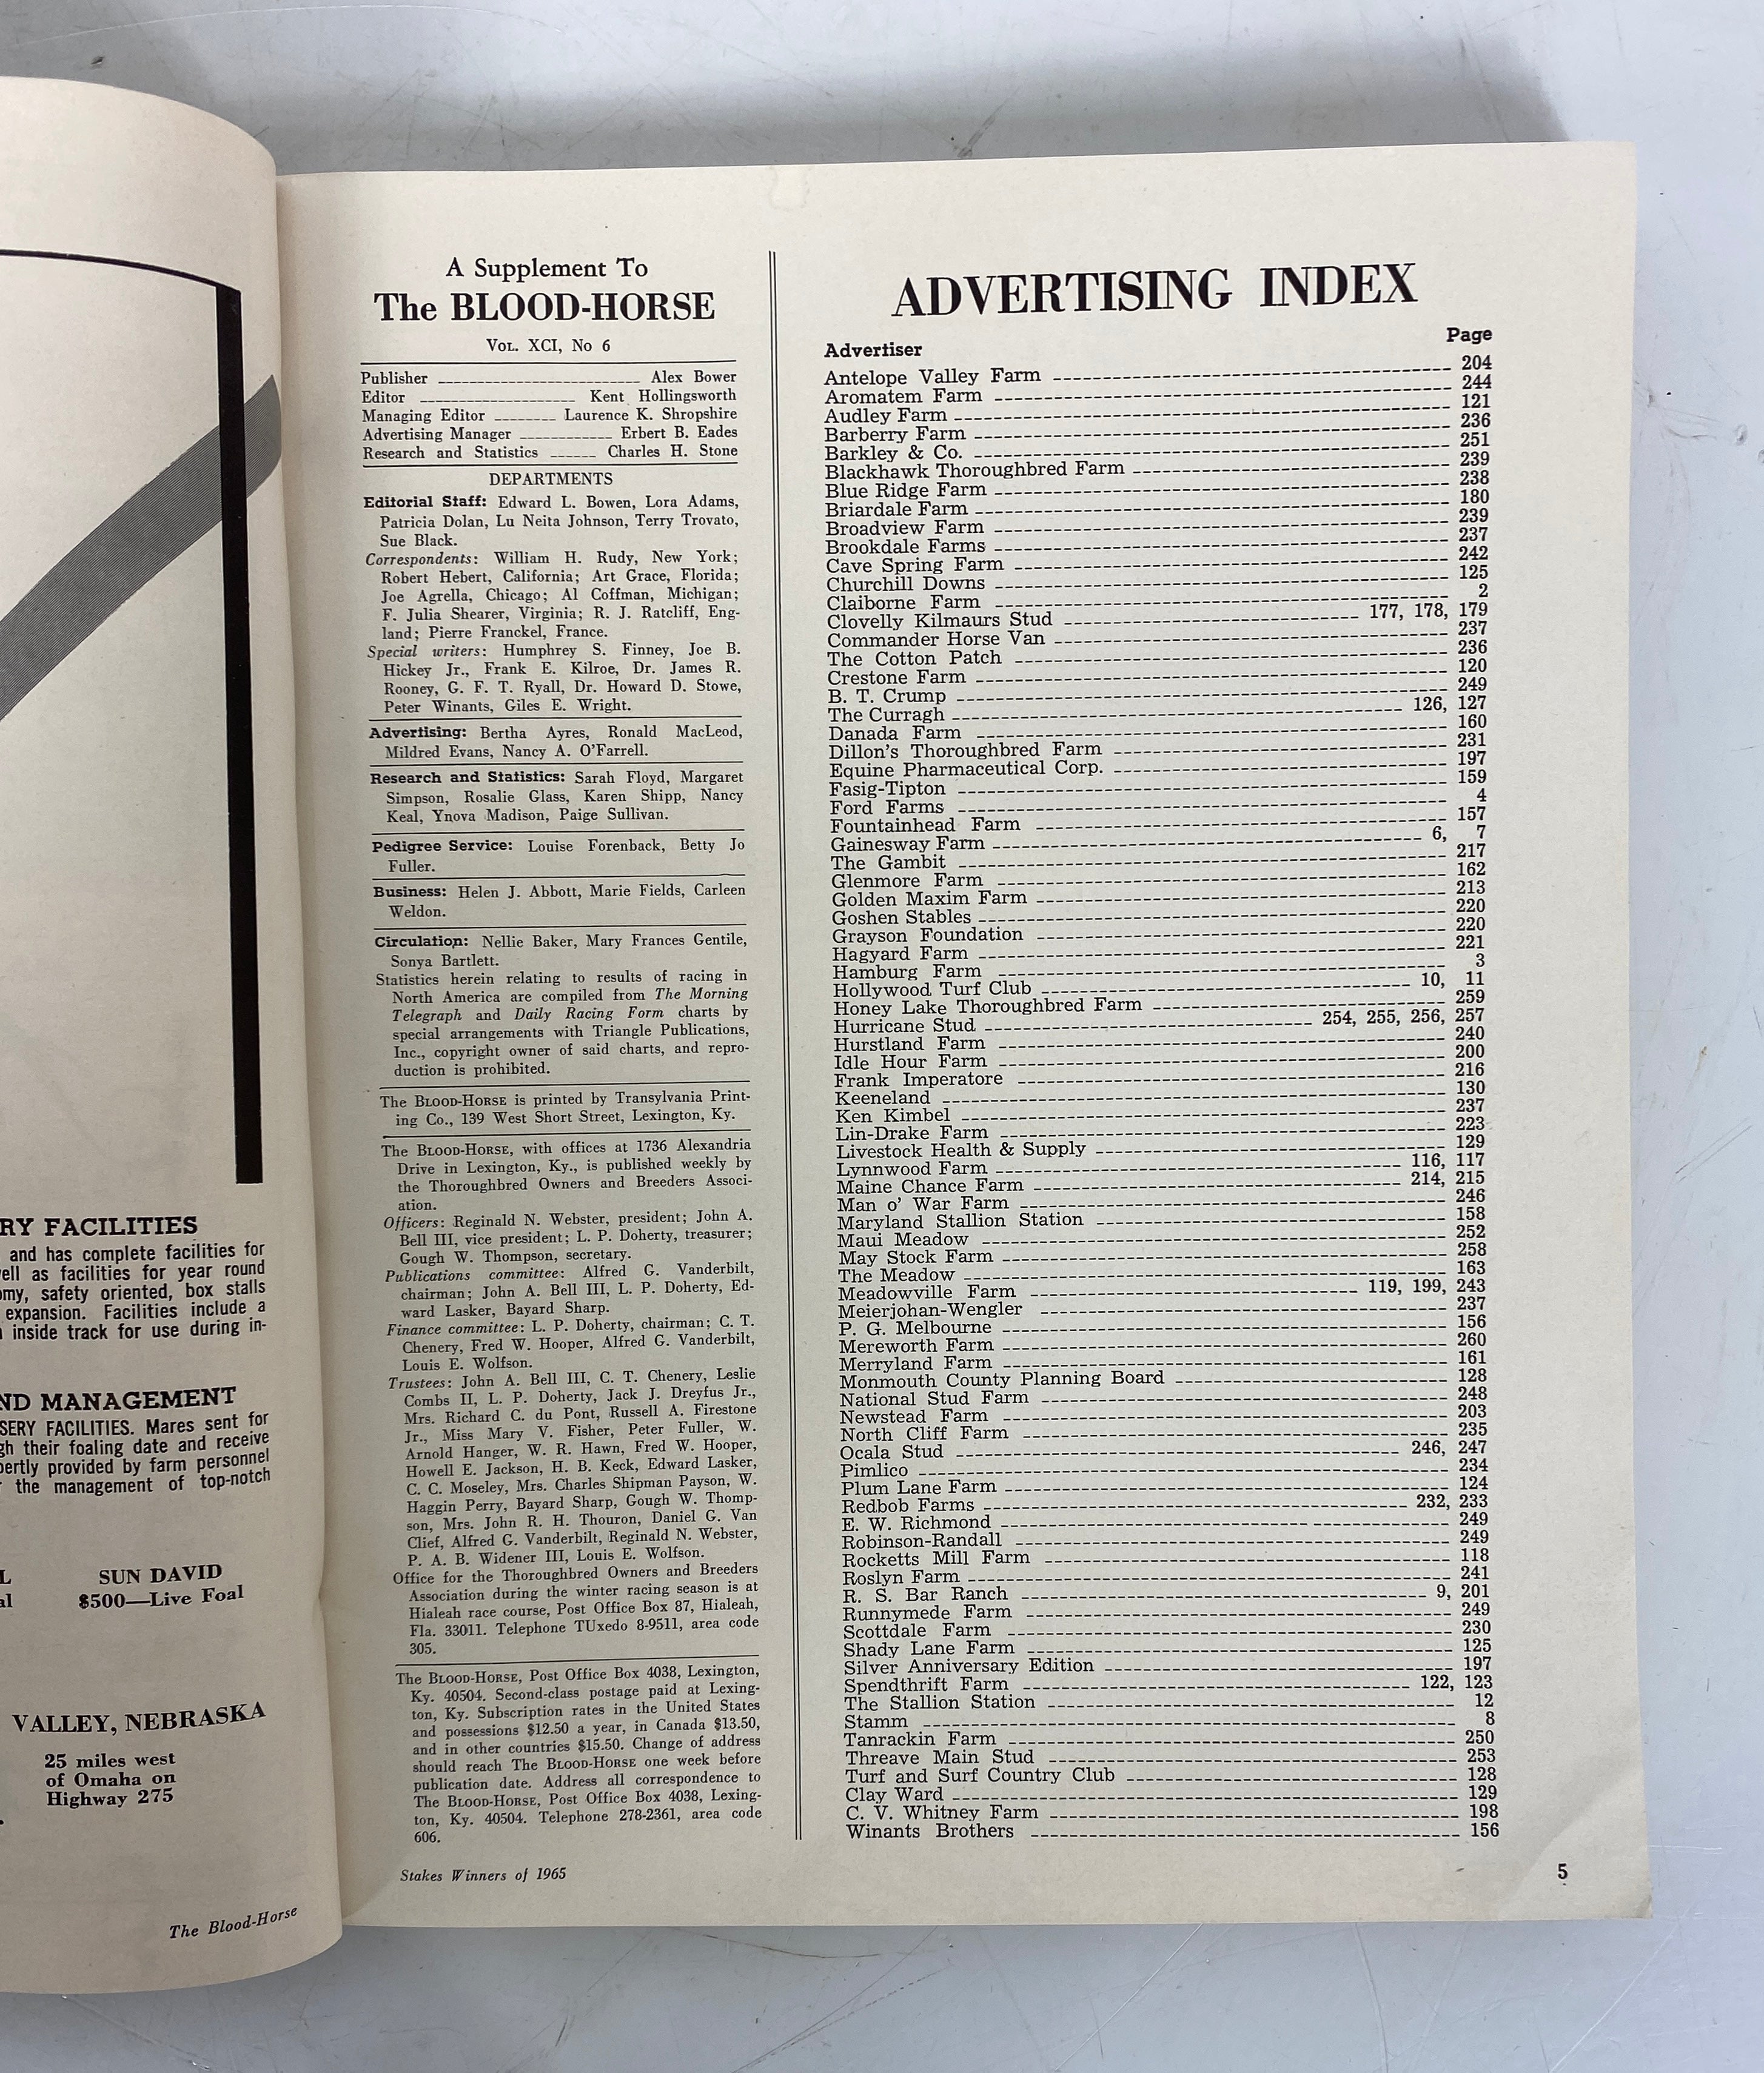 RY FACILITIES
and has complete facilities for
ell as facilities for year round
omy, safety oriented, box stalls
expansion. Facilities include a
inside track for use during in-
ND MANAGEMENT
SERY FACILITIES. Mares sent for
gh their foaling date and receive
pertly provided by farm personnel
the management of top-notch
SUN DAVID
$500—Live Foal
VALLEY, NEBRASKA
25 miles west
of Omaha on
Highway 275
The Blood-Horse
A Supplement To
The BLOOD-HORSE
VOL. XCI, No 6
Publisher Alex Bower
Editor Kent Hollingsworth
Managing Editor Laurence K. Shropshire
Advertising Manager Erbert B. Eades
Research and Statistics Charles H. Stone
DEPARTMENTS
Editorial Staff: Edward L. Bowen, Lora Adams,
Patricia Dolan, Lu Neita Johnson, Terry Trovato,
Sue Black.
Correspondents: William H. Rudy, New York;
Robert Hebert, California; Art Grace, Florida;
Joe Agrella, Chicago; Al Coffman, Michigan;
F. Julia Shearer, Virginia; R. J. Ratcliff, Eng-
land; Pierre Franckel, France.
Special writers: Humphrey S. Finney, Joe B.
Hickey Jr., Frank E. Kilroe, Dr. James R.
Rooney, G. F. T. Ryall, Dr. Howard D. Stowe,
Peter Winants, Giles E. Wright.
Advertising: Bertha Ayres, Ronald MacLeod,
Mildred Evans, Nancy A. O'Farrell.
Research and Statistics: Sarah Floyd, Margaret
Simpson, Rosalie Glass, Karen Shipp, Nancy
Keal, Ynova Madison, Paige Sullivan.
Pedigree Service: Louise Forenback, Betty Jo
Fuller.
Business: Helen J. Abbott, Marie Fields, Carleen
Weldon.
Circulation: Nellie Baker, Mary Frances Gentile,
Sonya Bartlett.
Statistics herein relating to results of racing in
North America are compiled from The Morning
Telegraph and Daily Racing Form charts by
special arrangements with Triangle Publications,
Inc., copyright owner of said charts, and repro-
duction is prohibited.
The BLOOD-HORSE is printed by Transylvania Print-
ing Co., 139 West Short Street, Lexington, Ky.
The BLOOD-HORSE, with offices at 1736 Alexandria
Drive in Lexington, Ky., is published weekly by
the Thoroughbred Owners and Breeders Associ-
ation.
Officers: Reginald N. Webster, president; John A.
Bell III, vice president; L. P. Doherty, treasurer;
Gough W. Thompson, secretary.
Publications committee: Alfred G. Vanderbilt,
chairman; John A. Bell III, L. P. Doherty, Ed-
ward Lasker, Bayard Sharp.
Finance committee: L. P. Doherty, chairman; C. T.
Chenery, Fred W. Hooper, Alfred G. Vanderbilt,
Louis E. Wolfson.
Trustees: John A. Bell III, C. T. Chenery, Leslie
Combs II, L. P. Doherty, Jack J. Dreyfus Jr.,
Mrs. Richard C. du Pont, Russell A. Firestone
Jr., Miss Mary V. Fisher, Peter Fuller, W.
Arnold Hanger, W. R. Hawn, Fred W. Hooper,
Howell E. Jackson, H. B. Keck, Edward Lasker,
C. C. Moseley, Mrs. Charles Shipman Payson, W.
Haggin Perry, Bayard Sharp, Gough W. Thomp-
son, Mrs. John R. H. Thouron, Daniel G. Van
Clief, Alfred G. Vanderbilt, Reginald N. Webster,
P. A. B. Widener III, Louis E. Wolfson.
Office for the Thoroughbred Owners and Breeders
Association during the winter racing season is at
Hialeah race course, Post Office Box 87, Hialeah,
Fla. 33011. Telephone TUxedo 8-9511, area code
305.
The BLOOD-HORSE, Post Office Box 4038, Lexington,
Ky. 40504. Second-class postage paid at Lexing-
ton, Ky. Subscription rates in the United States
and possessions $12.50 a year, in Canada $13.50,
and in other countries $15.50. Change of address
should reach The BLOOD-HORSE one week before
publication date. Address all correspondence to
The BLOOD-HORSE, Post Office Box 4038, Lexing-
ton, Ky. 40504. Telephone 278-2361, area code
606.
Stakes Winners of 1965
ADVERTISING INDEX
Advertiser Page
Antelope Valley Farm 204
Aromatem Farm 244
Audley Farm 121
Barberry Farm 236
Barkley & Co. 251
Blackhawk Thoroughbred Farm 239
Blue Ridge Farm 238
Briardale Farm 180
Broadview Farm 239
Brookdale Farms 237
Cave Spring Farm 242
Churchill Downs 125
Claiborne Farm 2
Clovelly Kilmaurs Stud 177, 178, 179
Commander Horse Van 237
The Cotton Patch 236
Crestone Farm 120
B. T. Crump 249
The Curragh 126, 127
Danada Farm 160
Dillon's Thoroughbred Farm 231
Equine Pharmaceutical Corp. 197
Fasig-Tipton 159
Ford Farms 4
Fountainhead Farm 157
Gainesway Farm 6, 7
The Gambit 217
Glenmore Farm 162
Golden Maxim Farm 213
Goshen Stables 220
Grayson Foundation 220
Hagyard Farm 221
Hamburg Farm 3
Hollywood Turf Club 10, 11
Honey Lake Thoroughbred Farm 259
Hurricane Stud 254, 255, 256, 257
Hurstland Farm 240
Idle Hour Farm 200
Frank Imperatore 216
Keeneland 130
Ken Kimbel 237
Lin-Drake Farm 223
Livestock Health & Supply 129
Lynnwood Farm 116, 117
Maine Chance Farm 214, 215
Man o' War Farm 246
Maryland Stallion Station 158
Maui Meadow 252
May Stock Farm 258
The Meadow 163
Meadowville Farm 119, 199, 243
Meierjohan-Wengler 237
P. G. Melbourne 156
Mereworth Farm 260
Merryland Farm 161
Monmouth County Planning Board 128
National Stud Farm 248
Newstead Farm 203
North Cliff Farm 235
Ocala Stud 246, 247
Pimlico 234
Plum Lane Farm 124
Redbob Farms 232, 233
E. W. Richmond 249
Robinson-Randall 249
Rocketts Mill Farm 118
Roslyn Farm 241
R. S. Bar Ranch 9, 201
Runnymede Farm 249
Scottdale Farm 230
Shady Lane Farm 125
Silver Anniversary Edition 197
Spendthrift Farm 122, 123
The Stallion Station 12
Stamm 8
Tanrackin Farm 250
Threave Main Stud 253
Turf and Surf Country Club 128
Clay Ward 129
C. V. Whitney Farm 198
Winants Brothers 156
5